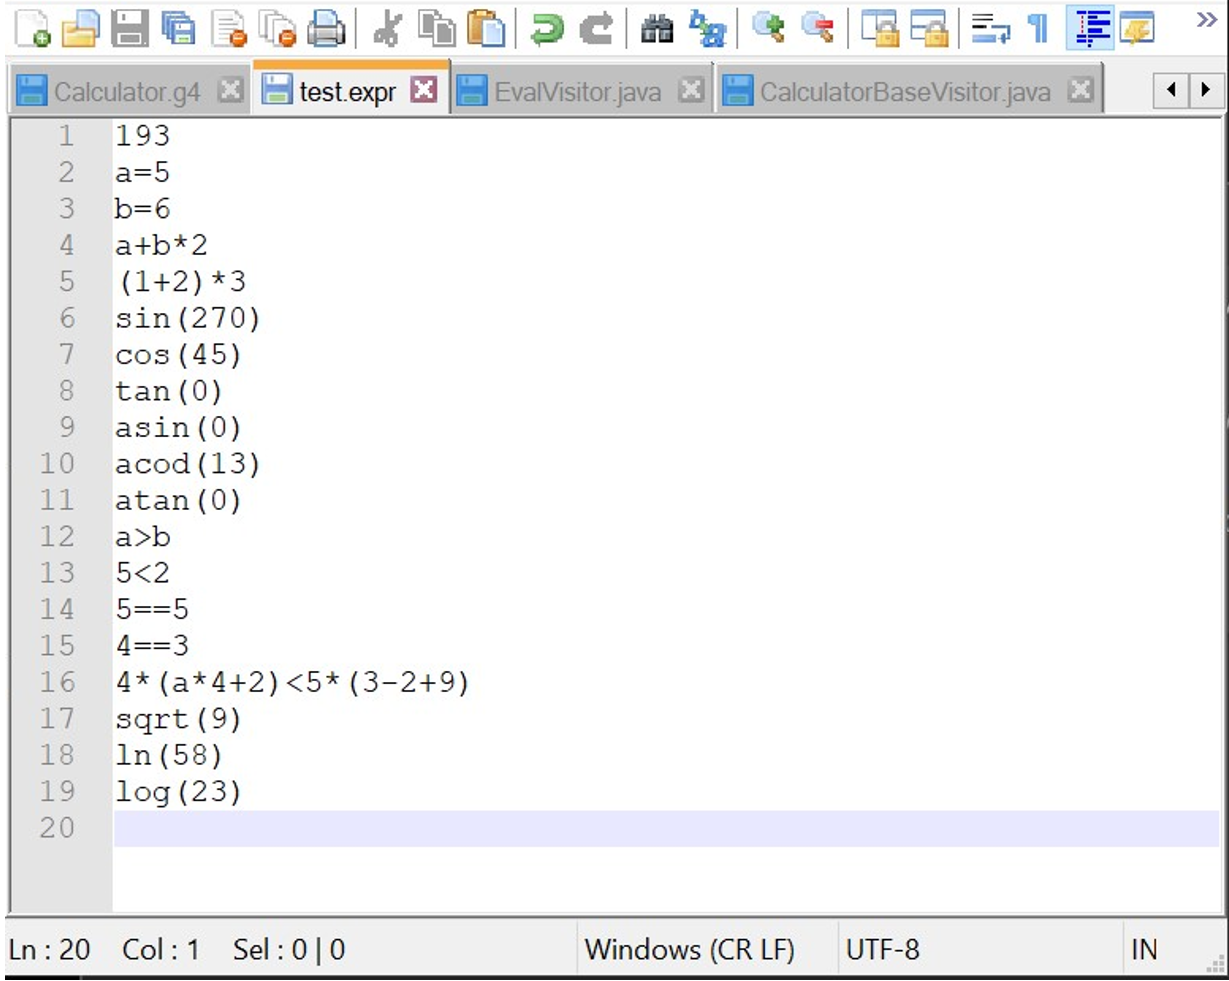 Calculator.g4 test.expr EvalVisitor.java CalculatorBaseVisitor.java
1 193
2 a=5
3 b=6
4 a+b*2
5 (1+2)*3
6 sin(270)
7 cos(45)
8 tan(0)
9 asin(0)
10 acod(13)
11 atan(0)
12 a>b
13 5<2
14 5==5
15 4==3
16 4*(a*4+2)<5*(3-2+9)
17 sqrt(9)
18 ln(58)
19 log(23)
20
Ln : 20 Col : 1 Sel : 0 | 0 Windows (CR LF) UTF-8 IN